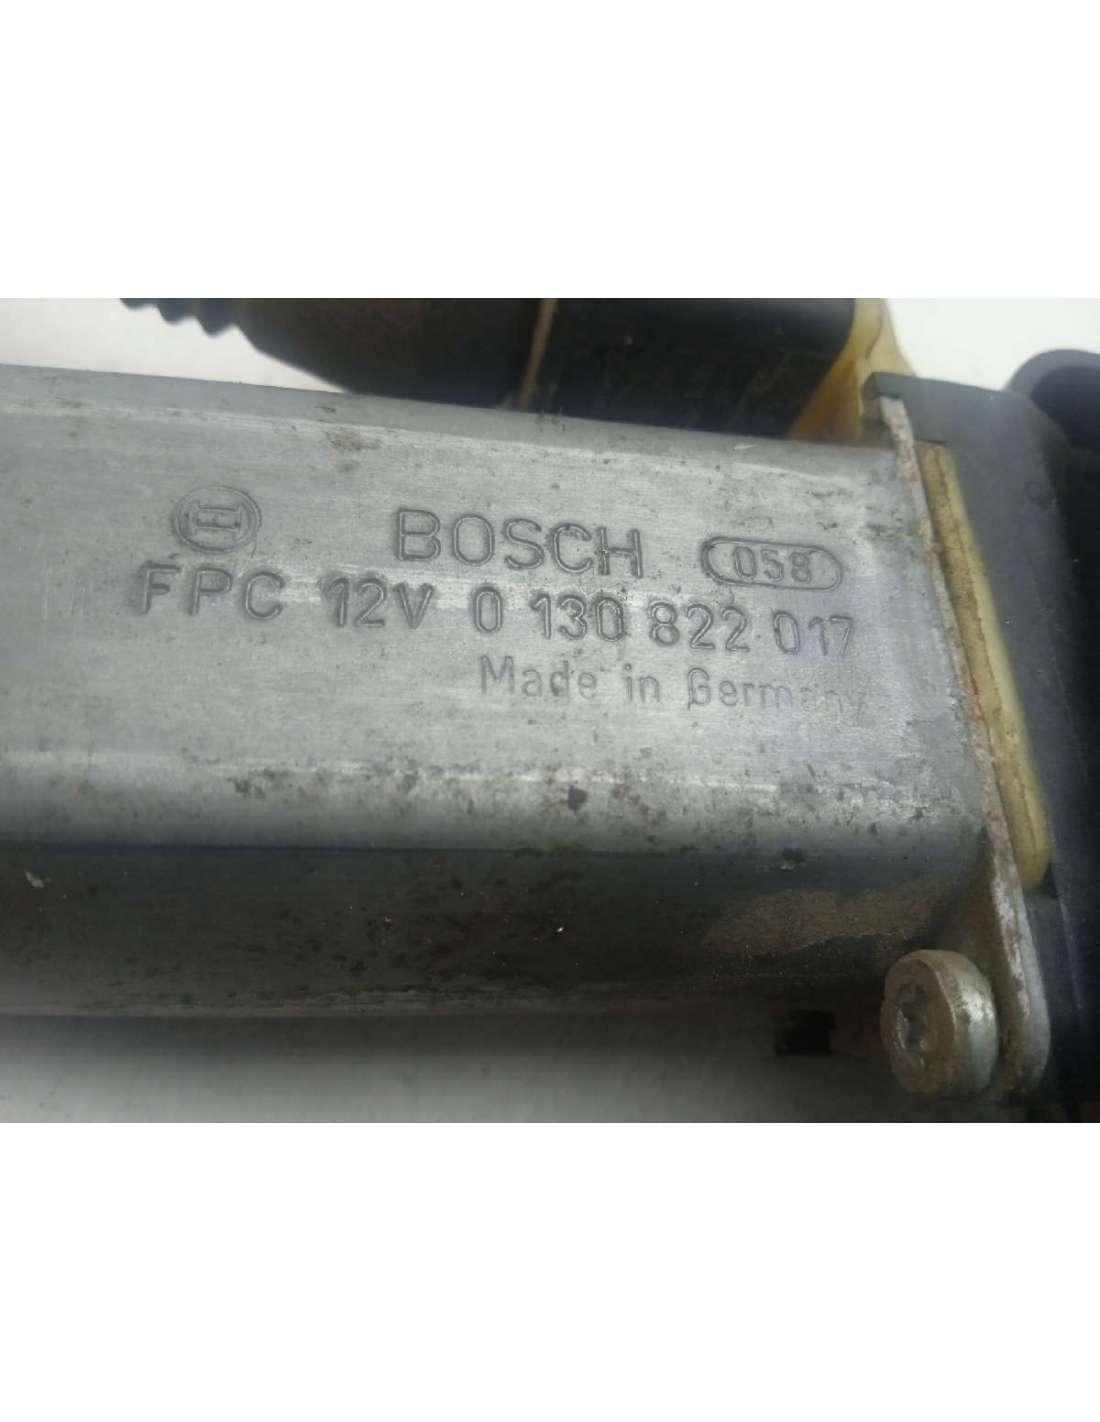 BOSCH 058
FPC 12V 0 130 822 017
Made in Germany